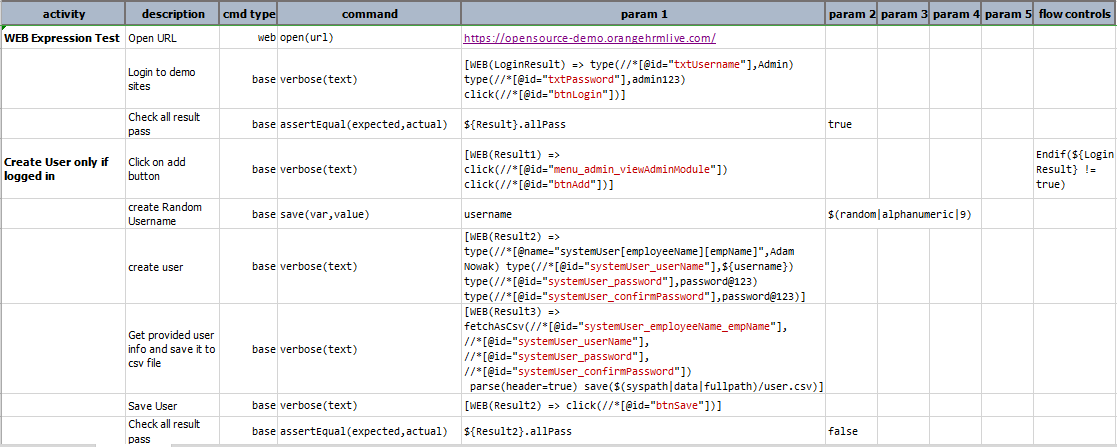 activity description cmd type command param 1 param 2 param 3 param 4 param 5 flow controls
WEB Expression Test Open URL web open(url) https://opensource-demo.orangehrmlive.com/
Login to demo
sites
base verbose(text)
[WEB(LoginResult) => type(//*[@id="txtUsername"],Admin)
type(//*[@id="txtPassword"],admin123)
click(//*[@id="btnLogin"])]
Check all result
pass
base assertEqual(expected,actual) ${Result}.allPass true
Create User only if
logged in
Click on add
button
base verbose(text)
[WEB(Result1) =>
click(//*[@id="menu_admin_viewAdminModule"])
click(//*[@id="btnAdd"])]
Endif(${Login
Result} !=
true)
create Random
Username
base save(var,value) username $(random|alphanumeric|9)
create user base verbose(text)
[WEB(Result2) =>
type(//*[@name="systemUser[employeeName][empName]",Adam
Nowak) type(//*[@id="systemUser_userName"],${username})
type(//*[@id="systemUser_password"],password@123)
type(//*[@id="systemUser_confirmPassword"],password@123)]
Get provided user
info and save it to
csv file
base verbose(text)
[WEB(Result3) =>
fetchAsCsv(//*[@id="systemUser_employeeName_empName"],
//*[@id="systemUser_userName"],
//*[@id="systemUser_password"],
//*[@id="systemUser_confirmPassword"])
parse(header=true) save($(syspath|data|fullpath)/user.csv)]
Save User base verbose(text) [WEB(Result2) => click(//*[@id="btnSave"])]
Check all result
pass
base assertEqual(expected,actual) ${Result2}.allPass false